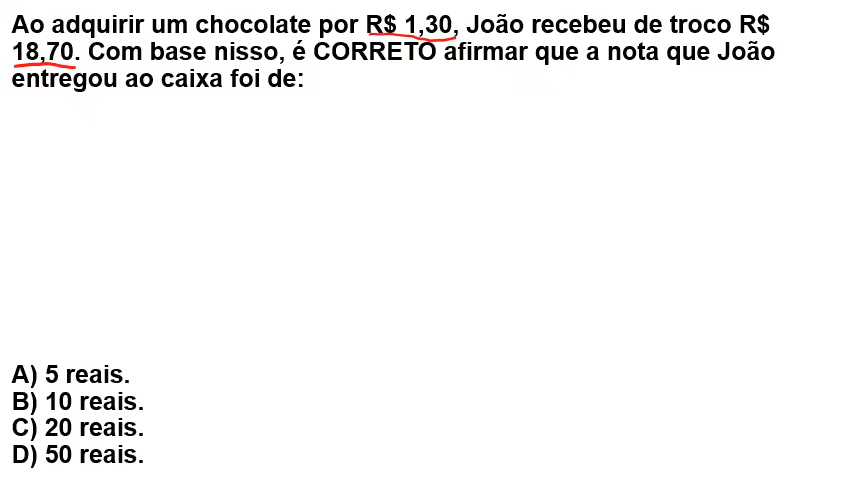 Ao adquirir um chocolate por R$ 1,30, João recebeu de troco R$
18,70. Com base nisso, é CORRETO afirmar que a nota que João
entregou ao caixa foi de:
A) 5 reais.
B) 10 reais.
C) 20 reais.
D) 50 reais.